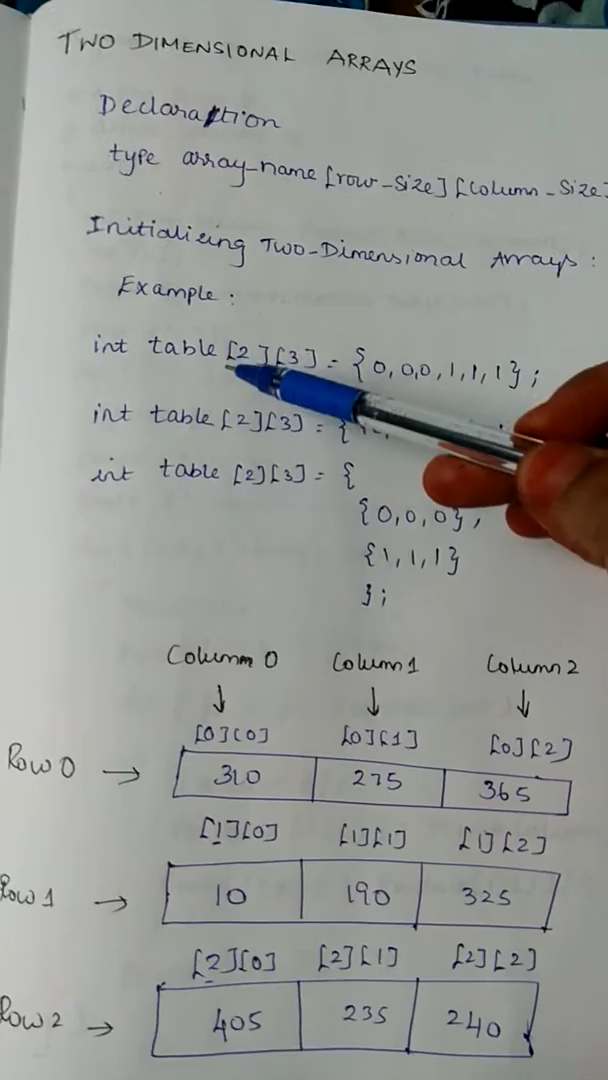 TWO DIMENSIONAL ARRAYS
Declaration
type array-name [row-size] [column-size]
Initializing Two-Dimensional Arrays :
Example :
int table [2] [3] = { 0, 0, 0, 1, 1, 1 } ;
int table [2] [3] = {
int table [2] [3] = {
{ 0, 0, 0 } ,
{ 1, 1, 1 }
} ;
Column 0 Column 1 Column 2
[0][0] [0][1] [0][2]
Row 0 → 310 275 365
[1][0] [1][1] [1][2]
Row 1 → 10 190 325
[2][0] [2][1] [2][2]
Row 2 → 405 235 240